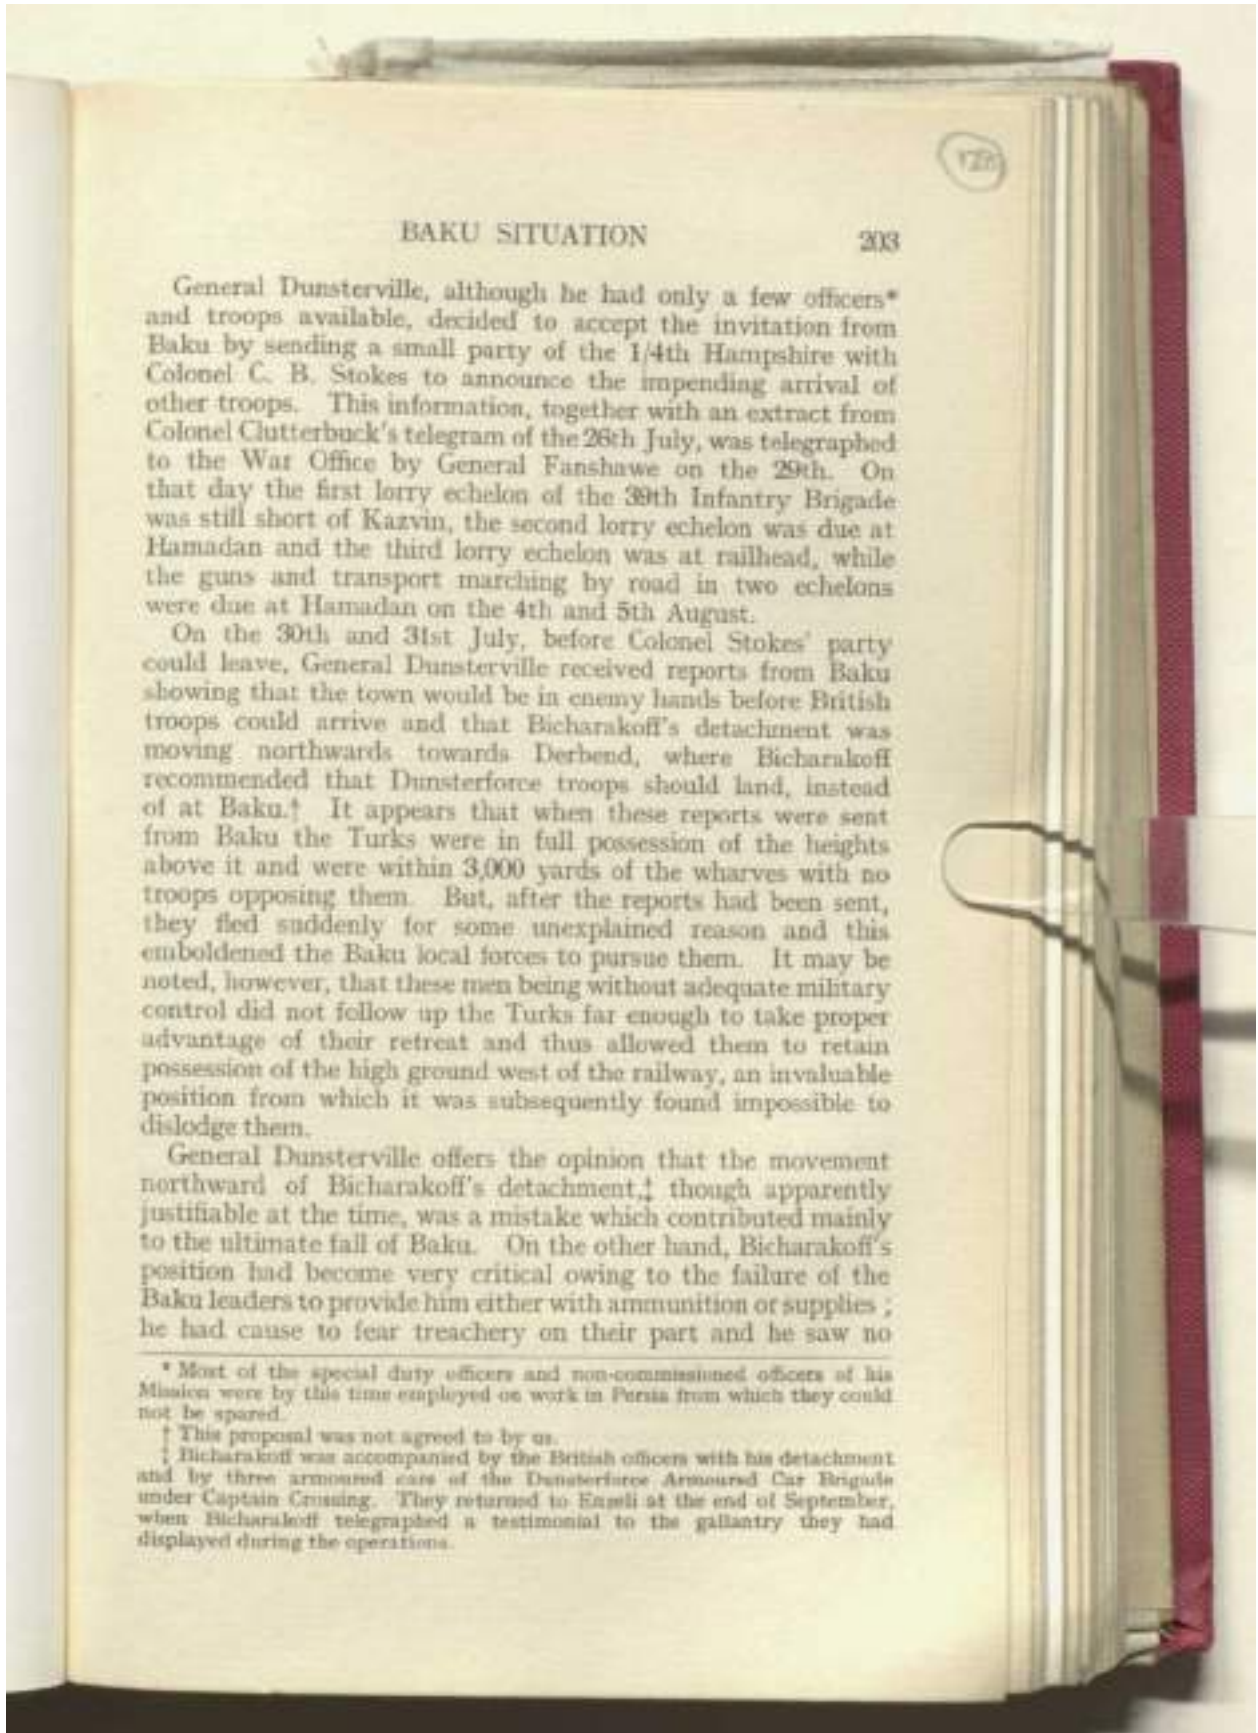 BAKU SITUATION 203
General Dunsterville, although he had only a few officers*
and troops available, decided to accept the invitation from
Baku by sending a small party of the 1/4th Hampshire with
Colonel C. B. Stokes to announce the impending arrival of
other troops. This information, together with an extract from
Colonel Clutterbuck's telegram of the 26th July, was telegraphed
to the War Office by General Fanshawe on the 29th. On
that day the first lorry echelon of the 39th Infantry Brigade
was still short of Kazvin, the second lorry echelon was due at
Hamadan and the third lorry echelon was at railhead, while
the guns and transport marching by road in two echelons
were due at Hamadan on the 4th and 5th August.
On the 30th and 31st July, before Colonel Stokes' party
could leave, General Dunsterville received reports from Baku
showing that the town would be in enemy hands before British
troops could arrive and that Bicharakoff's detachment was
moving northwards towards Derbend, where Bicharakoff
recommended that Dunsterforce troops should land, instead
of at Baku.† It appears that when these reports were sent
from Baku the Turks were in full possession of the heights
above it and were within 3,000 yards of the wharves with no
troops opposing them. But, after the reports had been sent,
they fled suddenly for some unexplained reason and this
emboldened the Baku local forces to pursue them. It may be
noted, however, that these men being without adequate military
control did not follow up the Turks far enough to take proper
advantage of their retreat and thus allowed them to retain
possession of the high ground west of the railway, an invaluable
position from which it was subsequently found impossible to
dislodge them.
General Dunsterville offers the opinion that the movement
northward of Bicharakoff's detachment,‡ though apparently
justifiable at the time, was a mistake which contributed mainly
to the ultimate fall of Baku. On the other hand, Bicharakoff's
position had become very critical owing to the failure of the
Baku leaders to provide him either with ammunition or supplies ;
he had cause to fear treachery on their part and he saw no
* Most of the special duty officers and non-commissioned officers of his
Mission were by this time employed on work in Persia from which they could
not be spared.
† This proposal was not agreed to by us.
‡ Bicharakoff was accompanied by the British officers with his detachment
and by three armoured cars of the Dunsterforce Armoured Car Brigade
under Captain Crossing. They returned to Enzeli at the end of September,
when Bicharakoff telegraphed a testimonial to the gallantry they had
displayed during the operations.